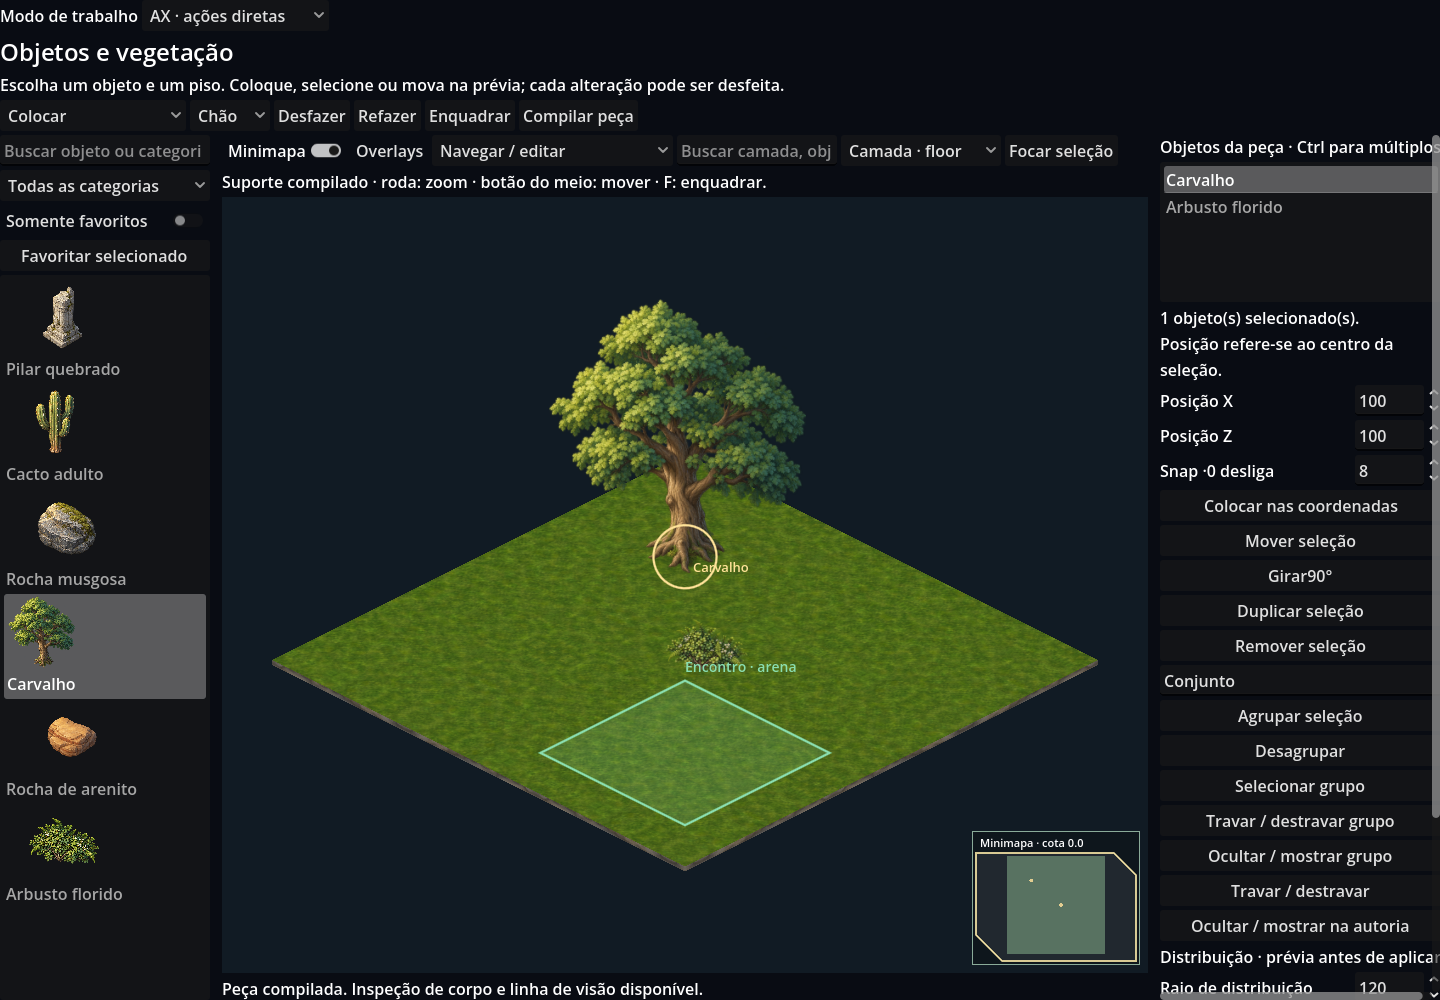 Modo de trabalho AX · ações diretas
Objetos e vegetação
Escolha um objeto e um piso. Coloque, selecione ou mova na prévia; cada alteração pode ser desfeita.
Colocar Chão Desfazer Refazer Enquadrar Compilar peça
Buscar objeto ou categori
Todas as categorias
Somente favoritos
Favoritar selecionado
Pilar quebrado
Cacto adulto
Rocha musgosa
Carvalho
Rocha de arenito
Arbusto florido
Minimapa Overlays Navegar / editar Buscar camada, obj Camada · floor Focar seleção
Suporte compilado · roda: zoom · botão do meio: mover · F: enquadrar.
Carvalho
Encontro · arena
Minimapa · cota 0.0
Peça compilada. Inspeção de corpo e linha de visão disponível.
Objetos da peça · Ctrl para múltiplos
Carvalho
Arbusto florido
1 objeto(s) selecionado(s).
Posição refere-se ao centro da
seleção.
Posição X 100
Posição Z 100
Snap ·0 desliga 8
Colocar nas coordenadas
Mover seleção
Girar90°
Duplicar seleção
Remover seleção
Conjunto
Agrupar seleção
Desagrupar
Selecionar grupo
Travar / destravar grupo
Ocultar / mostrar grupo
Travar / destravar
Ocultar / mostrar na autoria
Distribuição · prévia antes de aplicar
Raio de distribuição 120